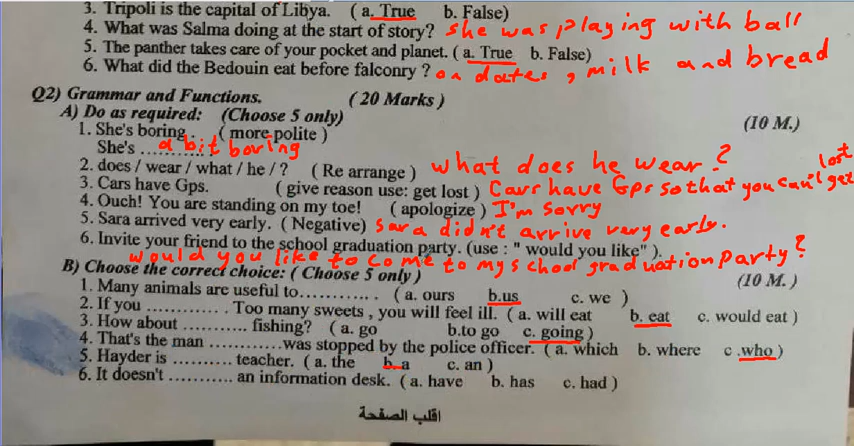 3. Tripoli is the capital of Libya. ( a. True b. False)
4. What was Salma doing at the start of story? She was playing with ball
5. The panther takes care of your pocket and planet. ( a. True b. False)
6. What did the Bedouin eat before falconry ? on dates , milk and bread
Q2) Grammar and Functions. ( 20 Marks )
A) Do as required: (Choose 5 only) (10 M.)
1. She's boring . ( more polite )
She's ........... a bit boring
2. does / wear / what / he / ? ( Re arrange ) what does he wear ?
3. Cars have Gps. ( give reason use: get lost ) Cars have Gps so that you can't get lost
4. Ouch! You are standing on my toe! ( apologize ) I'm sorry
5. Sara arrived very early. ( Negative) Sara didn't arrive very early.
6. Invite your friend to the school graduation party. (use : " would you like" ).
would you like to come to my school graduation party ?
B) Choose the correct choice: ( Choose 5 only ) (10 M. )
1. Many animals are useful to............ ( a. ours b.us c. we )
2. If you ............ . Too many sweets , you will feel ill. ( a. will eat b. eat c. would eat )
3. How about ........... fishing? ( a. go b.to go c. going )
4. That's the man ............was stopped by the police officer. ( a. which b. where c .who )
5. Hayder is ........... teacher. ( a. the b. a c. an )
6. It doesn't ........... an information desk. ( a. have b. has c. had )
اقلب الصفحة